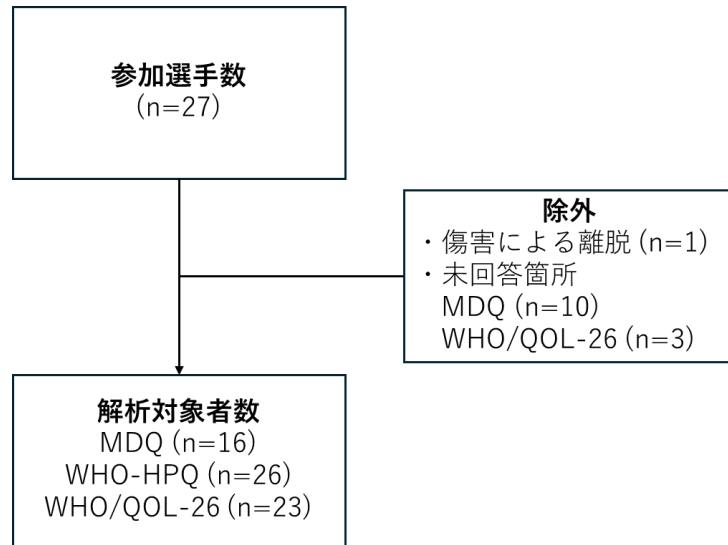 参加選手数
(n=27)
除外
・傷害による離脱 (n=1)
・未回答箇所
MDQ (n=10)
WHO/QOL-26 (n=3)
解析対象者数
MDQ (n=16)
WHO-HPQ (n=26)
WHO/QOL-26 (n=23)